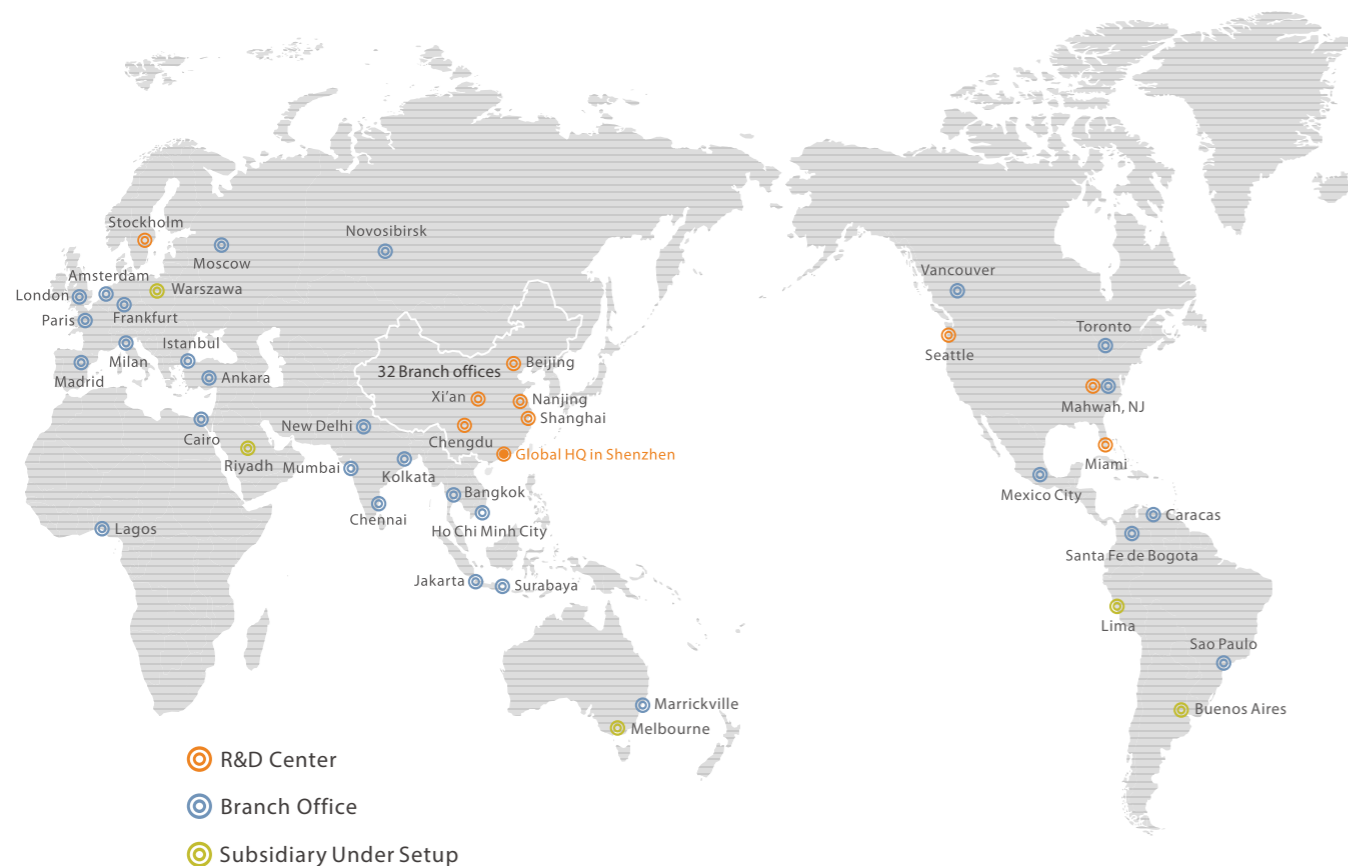 Stockholm
Novosibirsk
Moscow
Amsterdam
Warszawa
London
Frankfurt
Paris
Istanbul
Milan
Madrid
Ankara
32 Branch offices
Beijing
Xi'an
Nanjing
Shanghai
New Delhi
Cairo
Chengdu
Global HQ in Shenzhen
Riyadh
Mumbai
Kolkata
Bangkok
Chennai
Ho Chi Minh City
Lagos
Jakarta
Surabaya
Marrickville
Melbourne
Vancouver
Toronto
Seattle
Mahwah, NJ
Miami
Mexico City
Caracas
Santa Fe de Bogota
Lima
Sao Paulo
Buenos Aires
R&D Center
Branch Office
Subsidiary Under Setup